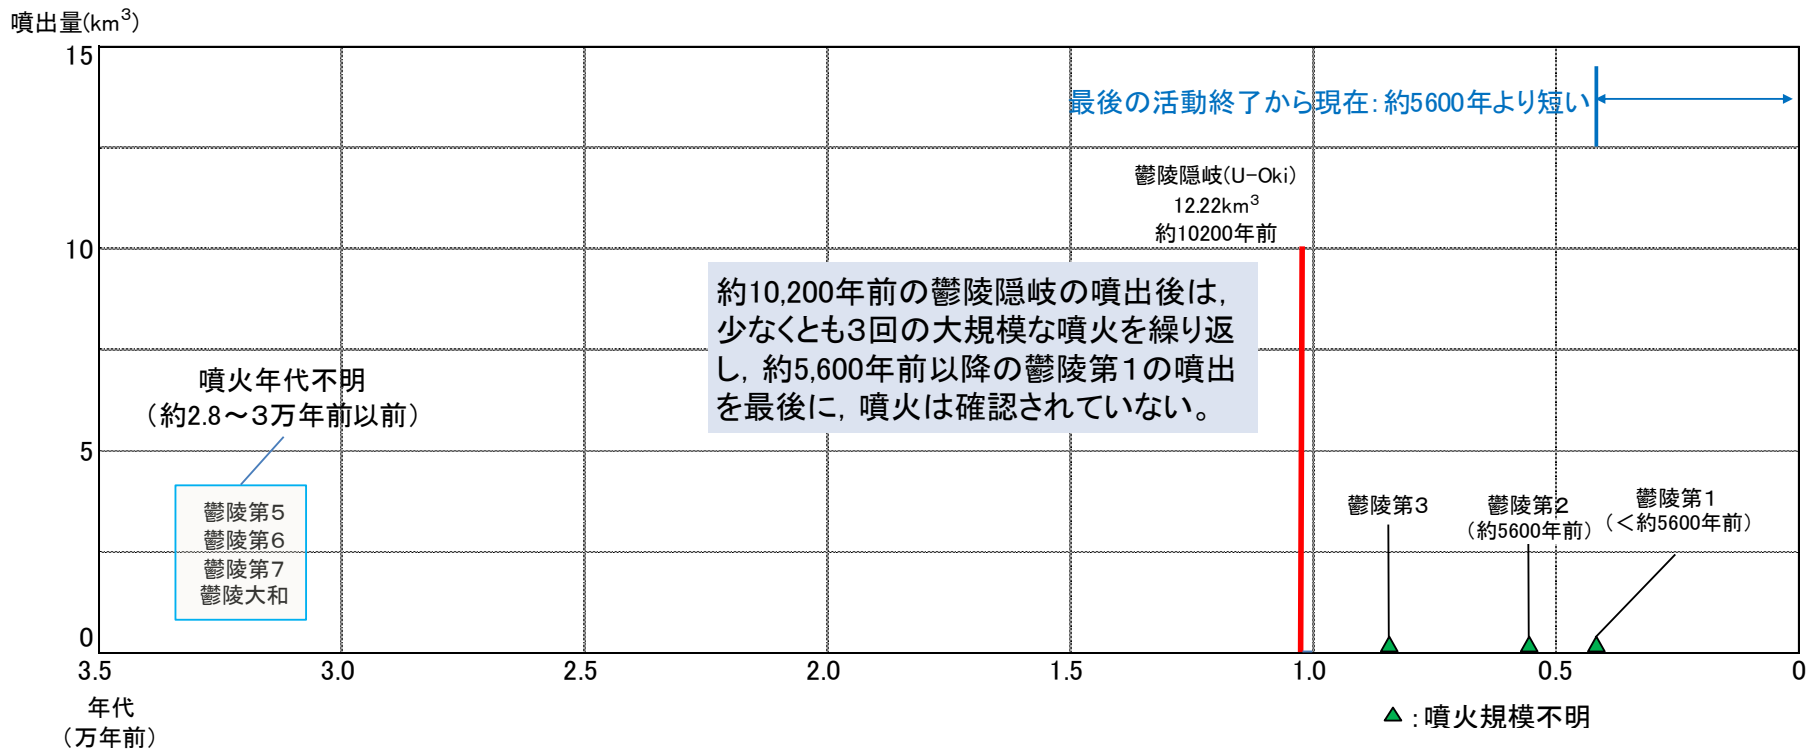 噴出量(km³)
15
10
5
0
最後の活動終了から現在：約5600年より短い
鬱陵隠岐(U-Oki)
12.22km³
約10200年前
約10,200年前の鬱陵隠岐の噴出後は，
少なくとも３回の大規模な噴火を繰り返
し，約5,600年前以降の鬱陵第１の噴出
を最後に，噴火は確認されていない。
噴火年代不明
（約2.8～３万年前以前）
鬱陵第５
鬱陵第６
鬱陵第７
鬱陵大和
鬱陵第３
鬱陵第２
（約5600年前）
鬱陵第１
（＜約5600年前）
3.5
3.0
2.5
2.0
1.5
1.0
0.5
0
年代
（万年前）
▲：噴火規模不明